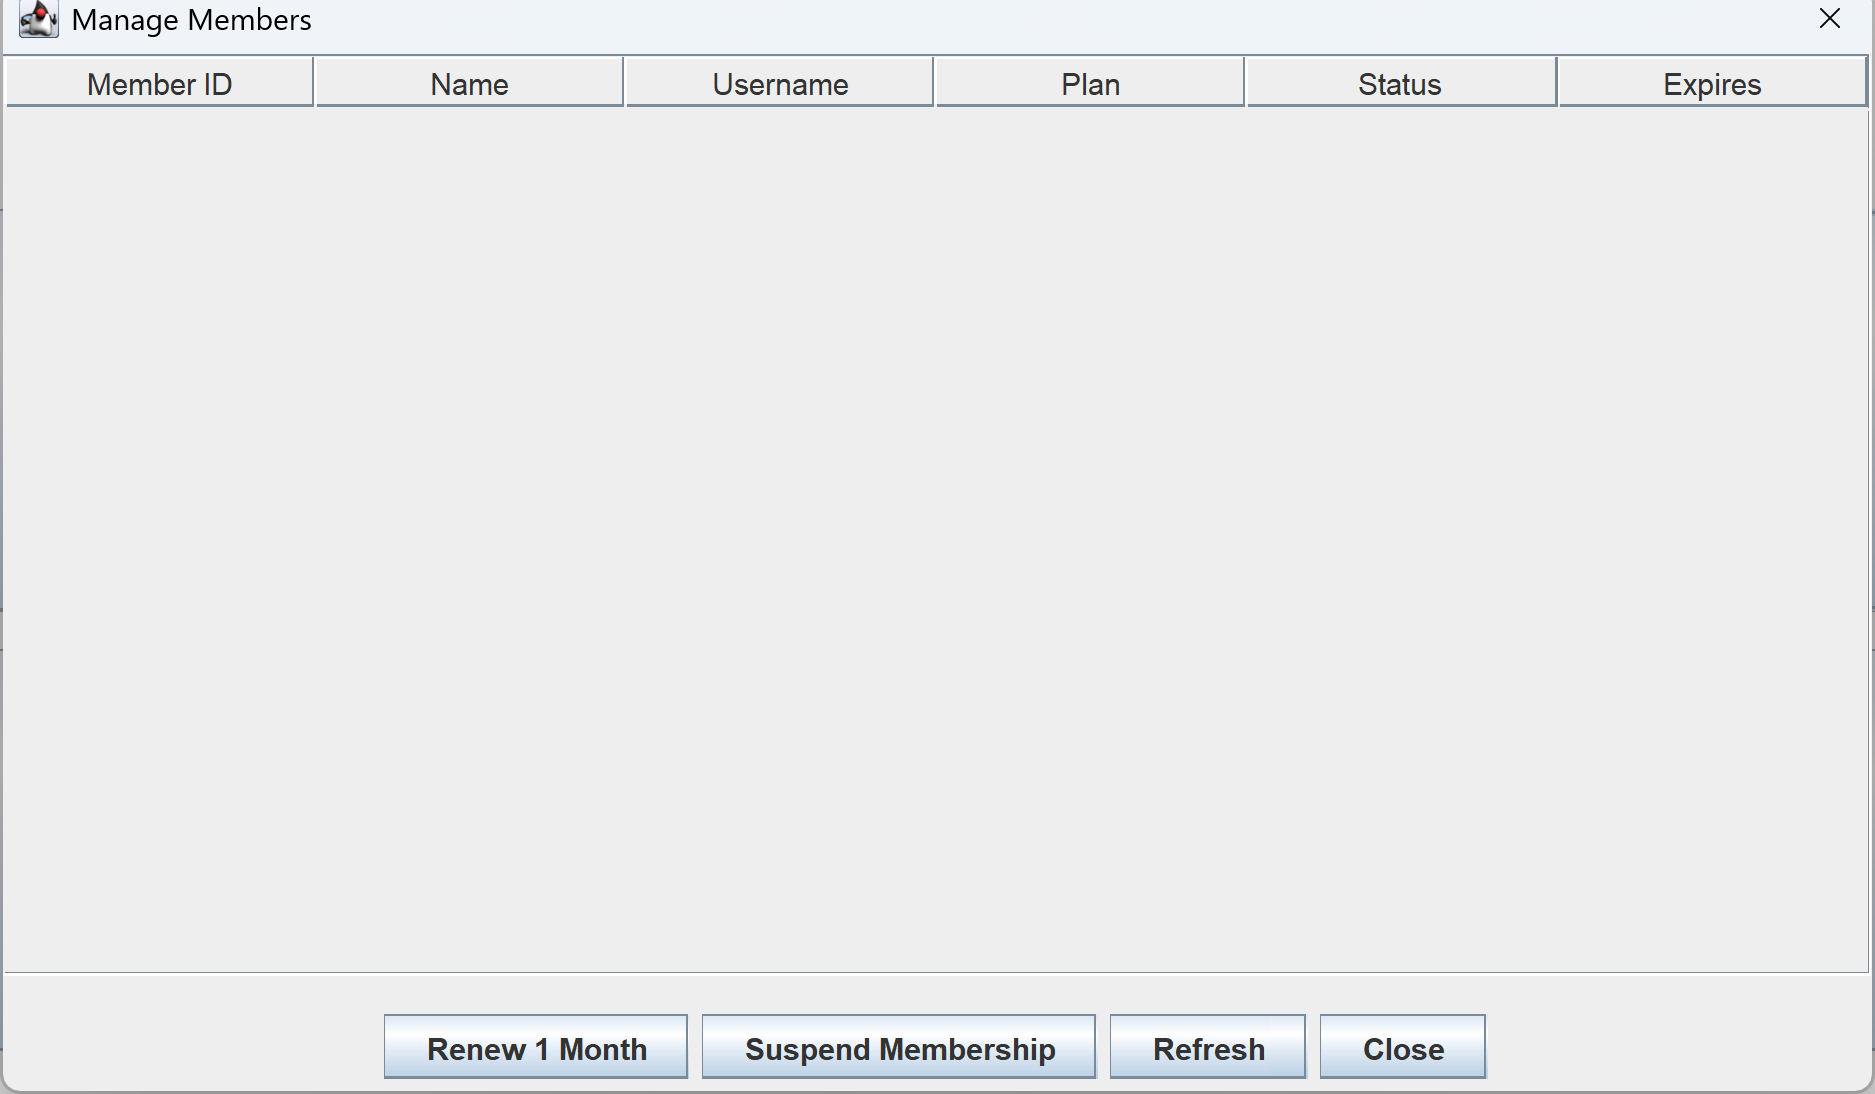 Manage Members
Member ID Name Username Plan Status Expires
Renew 1 Month Suspend Membership Refresh Close